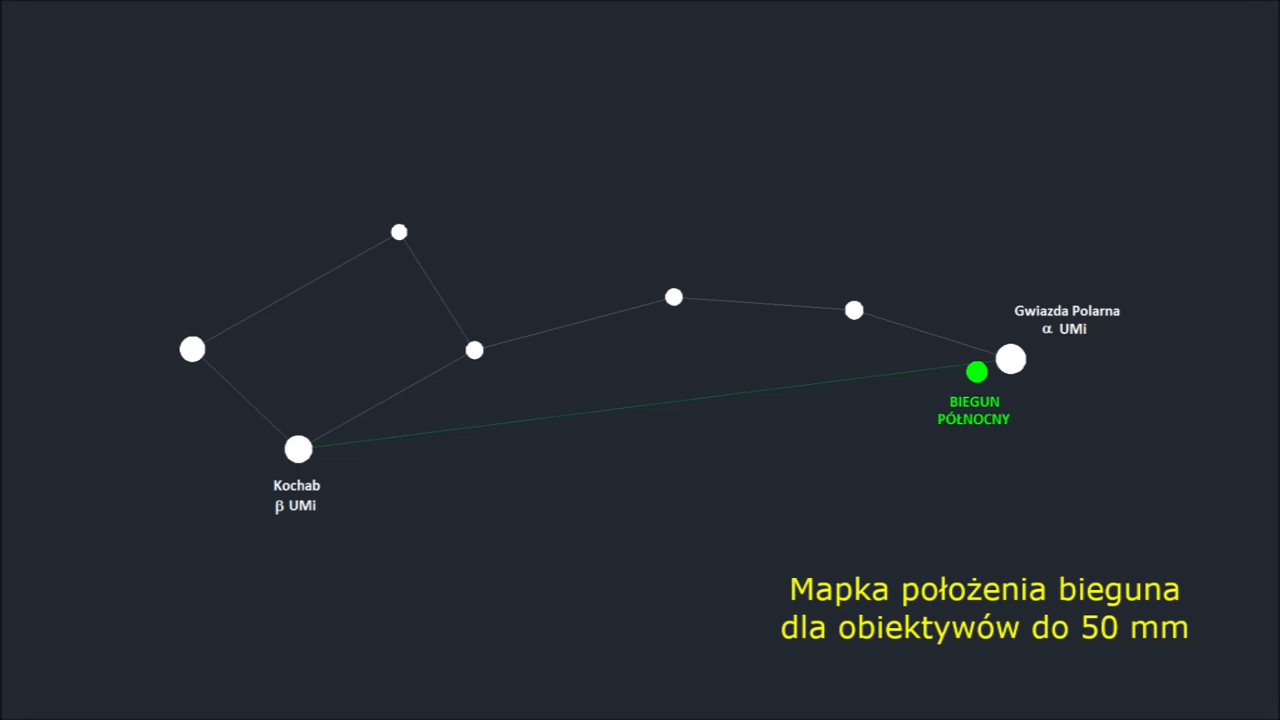 Gwiazda Polarna
α UMi
BIEGUN
PÓŁNOCNY
Kochab
β UMi
Mapka położenia bieguna
dla obiektywów do 50 mm